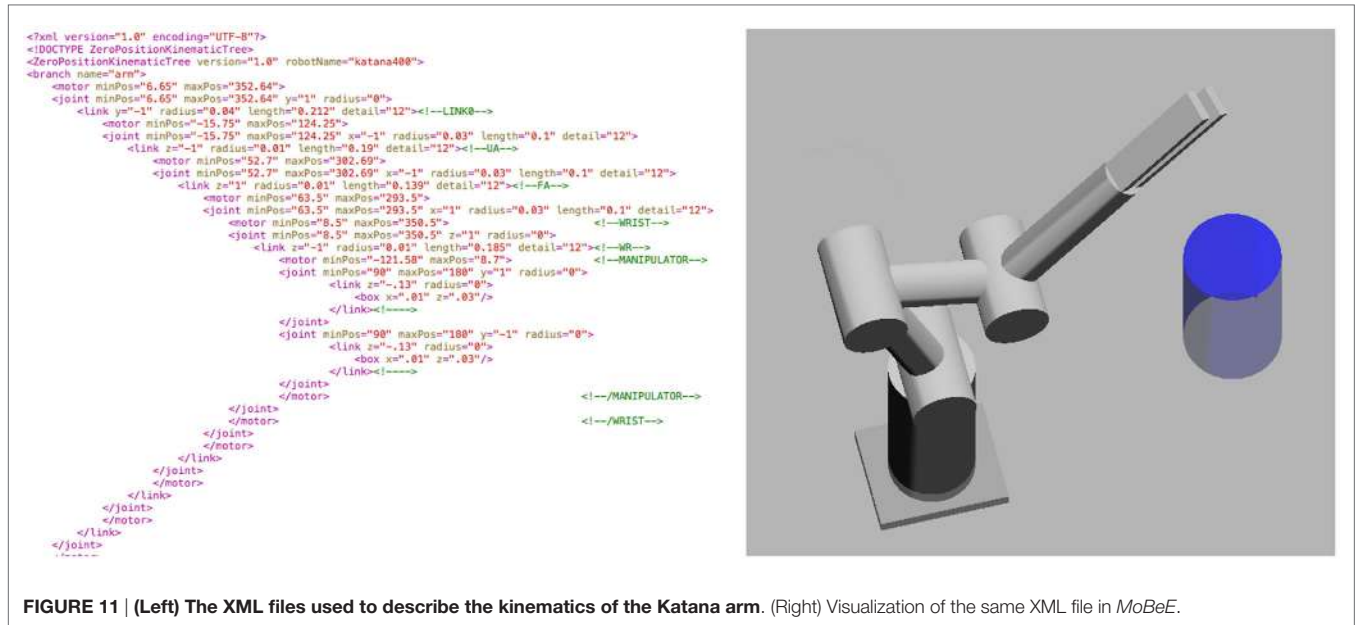 <?xml version="1.0" encoding="UTF-8"?>
<!DOCTYPE ZeroPositionKinematicTree>
<ZeroPositionKinematicTree version="1.0" robotName="katana400">
<branch name="arm">
<motor minPos="6.65" maxPos="352.64">
<joint minPos="6.65" maxPos="352.64" y="1" radius="0">
<link y="-1" radius="0.04" length="0.212" detail="12"><!--LINK0-->
<motor minPos="-15.75" maxPos="124.25">
<joint minPos="-15.75" maxPos="124.25" x="-1" radius="0.03" length="0.1" detail="12">
<link z="-1" radius="0.01" length="0.19" detail="12"><!--UA-->
<motor minPos="52.7" maxPos="302.69">
<joint minPos="52.7" maxPos="302.69" x="-1" radius="0.03" length="0.1" detail="12">
<link z="1" radius="0.01" length="0.139" detail="12"><!--FA-->
<motor minPos="63.5" maxPos="293.5">
<joint minPos="63.5" maxPos="293.5" x="1" radius="0.03" length="0.1" detail="12">
<motor minPos="8.5" maxPos="350.5"> <!--WRIST-->
<joint minPos="8.5" maxPos="350.5" z="1" radius="0">
<link z="-1" radius="0.01" length="0.185" detail="12"><!--WR-->
<motor minPos="-121.58" maxPos="8.7"> <!--MANIPULATOR-->
<joint minPos="90" maxPos="180" y="1" radius="0">
<link z="-.13" radius="0">
<box x=".01" z=".03"/>
</link><!---->
</joint>
<joint minPos="90" maxPos="180" y="-1" radius="0">
<link z="-.13" radius="0">
<box x=".01" z=".03"/>
</link><!---->
</joint>
</motor> <!--/MANIPULATOR-->
</joint>
</motor> <!--/WRIST-->
</joint>
</motor>
</link>
</joint>
</motor>
</link>
</joint>
</motor>
</link>
</joint>
FIGURE 11 | (Left) The XML files used to describe the kinematics of the Katana arm. (Right) Visualization of the same XML file in MoBeE.